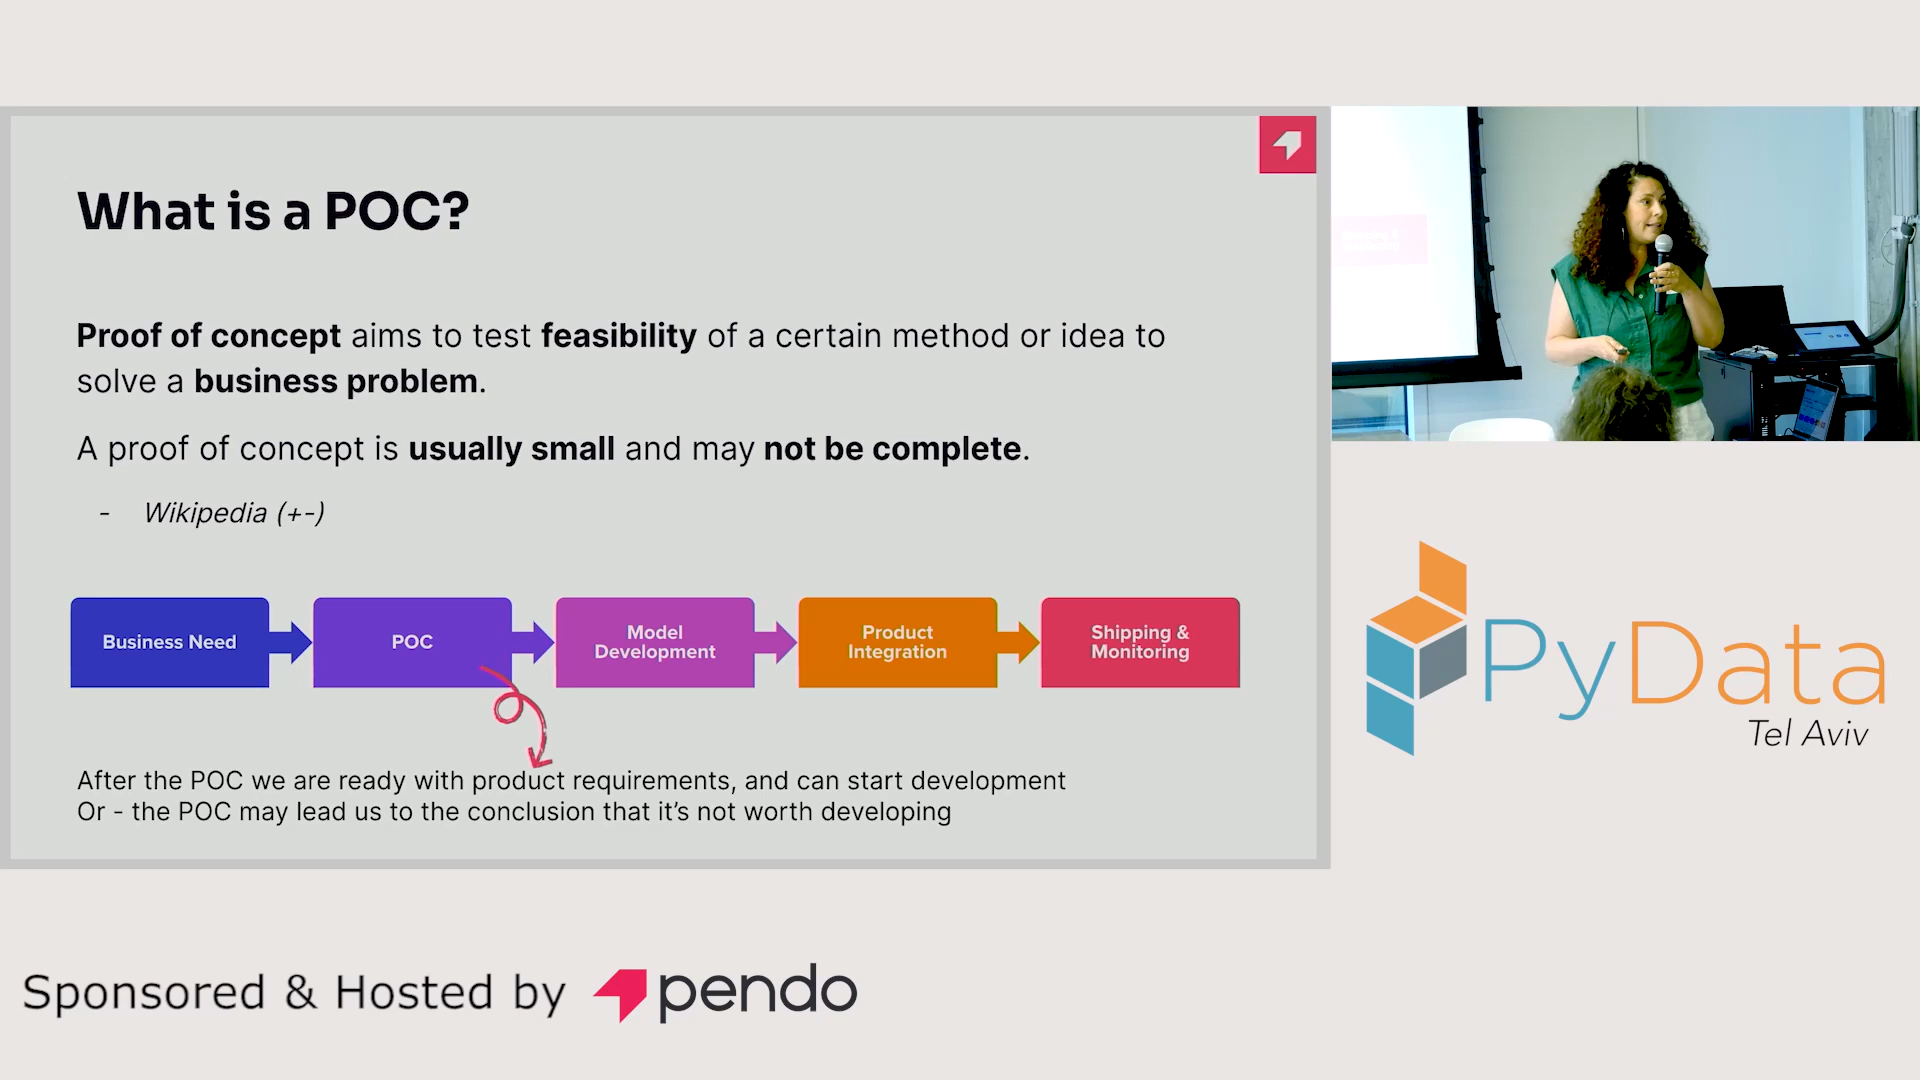 What is a POC?
Proof of concept aims to test feasibility of a certain method or idea to
solve a business problem.
A proof of concept is usually small and may not be complete.
- Wikipedia (+-)
Business Need
POC
Model
Development
Product
Integration
Shipping &
Monitoring
After the POC we are ready with product requirements, and can start development
Or - the POC may lead us to the conclusion that it's not worth developing
PyData
Tel Aviv
Sponsored & Hosted by pendo